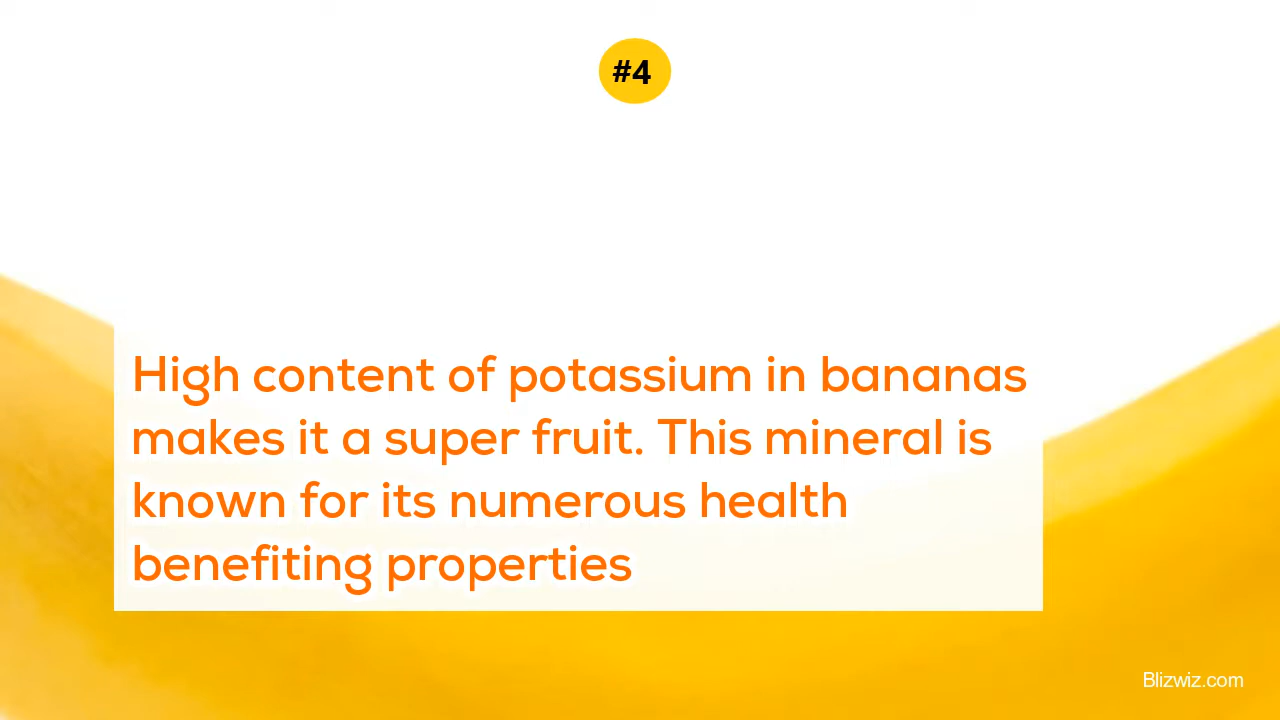 #4
High content of potassium in bananas
makes it a super fruit. This mineral is
known for its numerous health
benefiting properties
Blizwiz.com